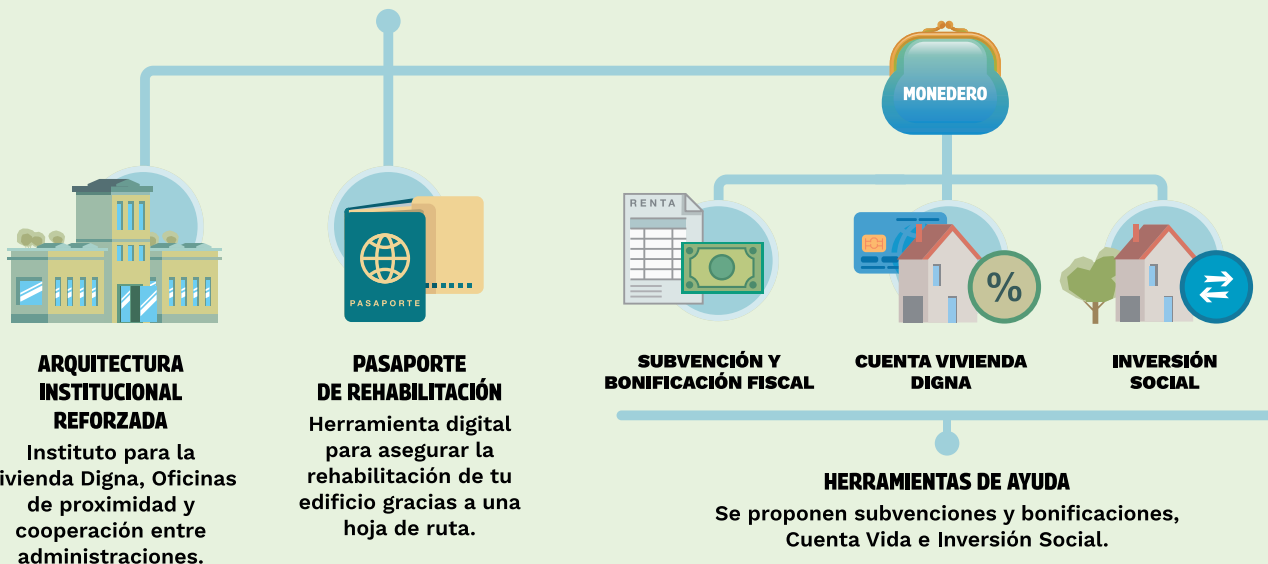 MONEDERO
RENTA
PASAPORTE
%
ARQUITECTURA
INSTITUCIONAL
REFORZADA
Instituto para la
ivienda Digna, Oficinas
de proximidad y
cooperación entre
administraciones.
PASAPORTE
DE REHABILITACIÓN
Herramienta digital
para asegurar la
rehabilitación de tu
edificio gracias a una
hoja de ruta.
SUBVENCIÓN Y
BONIFICACIÓN FISCAL
CUENTA VIVIENDA
DIGNA
INVERSIÓN
SOCIAL
HERRAMIENTAS DE AYUDA
Se proponen subvenciones y bonificaciones,
Cuenta Vida e Inversión Social.